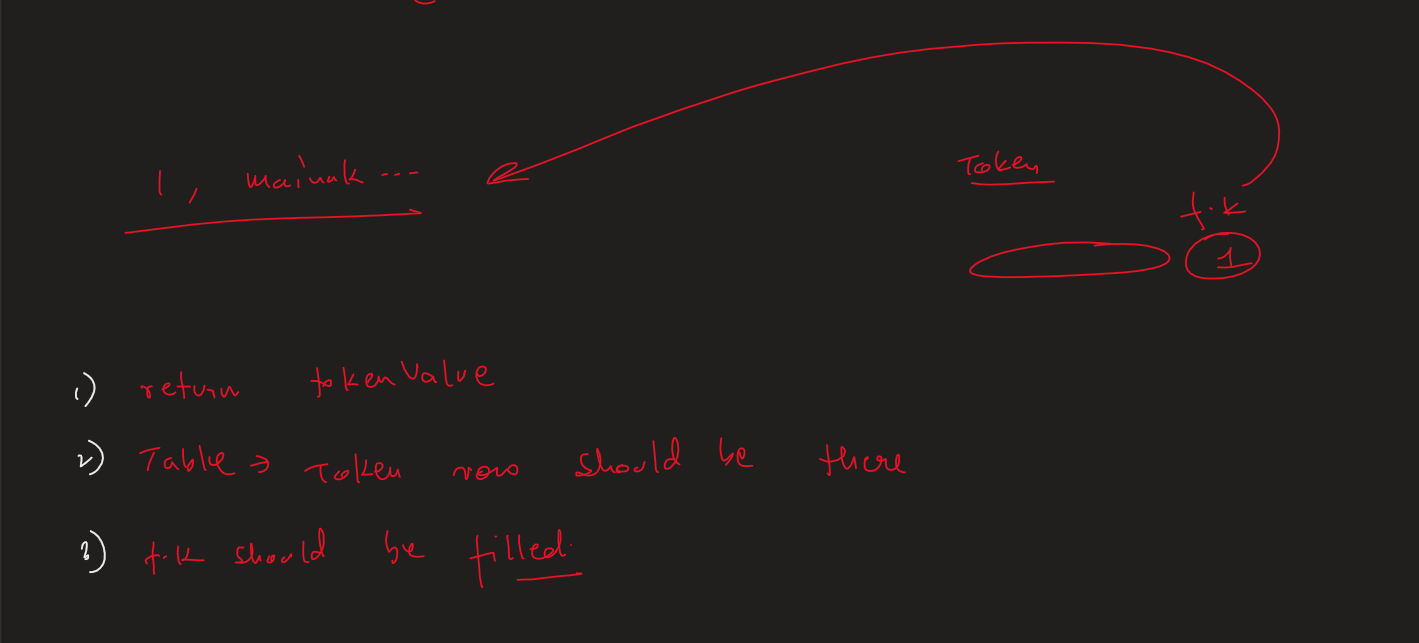 Token
1, mainak ---
f.k
1
1) return tokenValue
2) Table → Token row should be there
3) f.k should be filled.